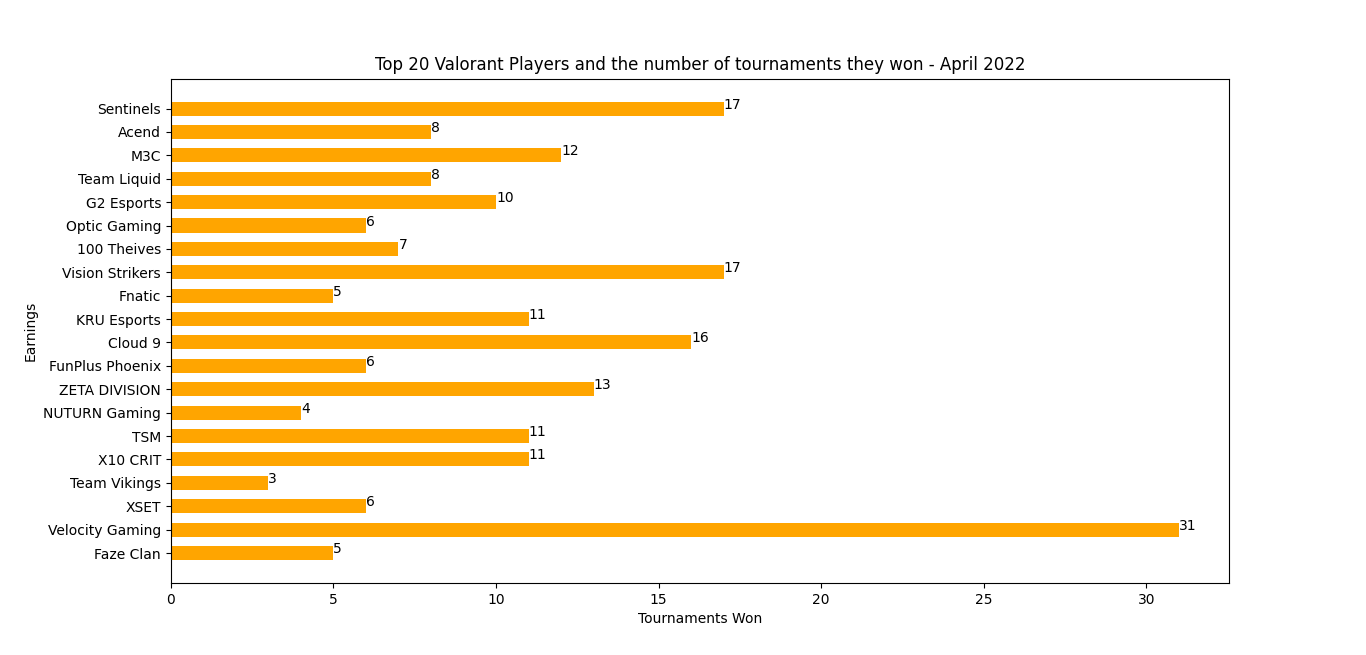 Top 20 Valorant Players and the number of tournaments they won - April 2022
Earnings
Sentinels 17
Acend 8
M3C 12
Team Liquid 8
G2 Esports 10
Optic Gaming 6
100 Theives 7
Vision Strikers 17
Fnatic 5
KRU Esports 11
Cloud 9 16
FunPlus Phoenix 6
ZETA DIVISION 13
NUTURN Gaming 4
TSM 11
X10 CRIT 11
Team Vikings 3
XSET 6
Velocity Gaming 31
Faze Clan 5
0 5 10 15 20 25 30
Tournaments Won